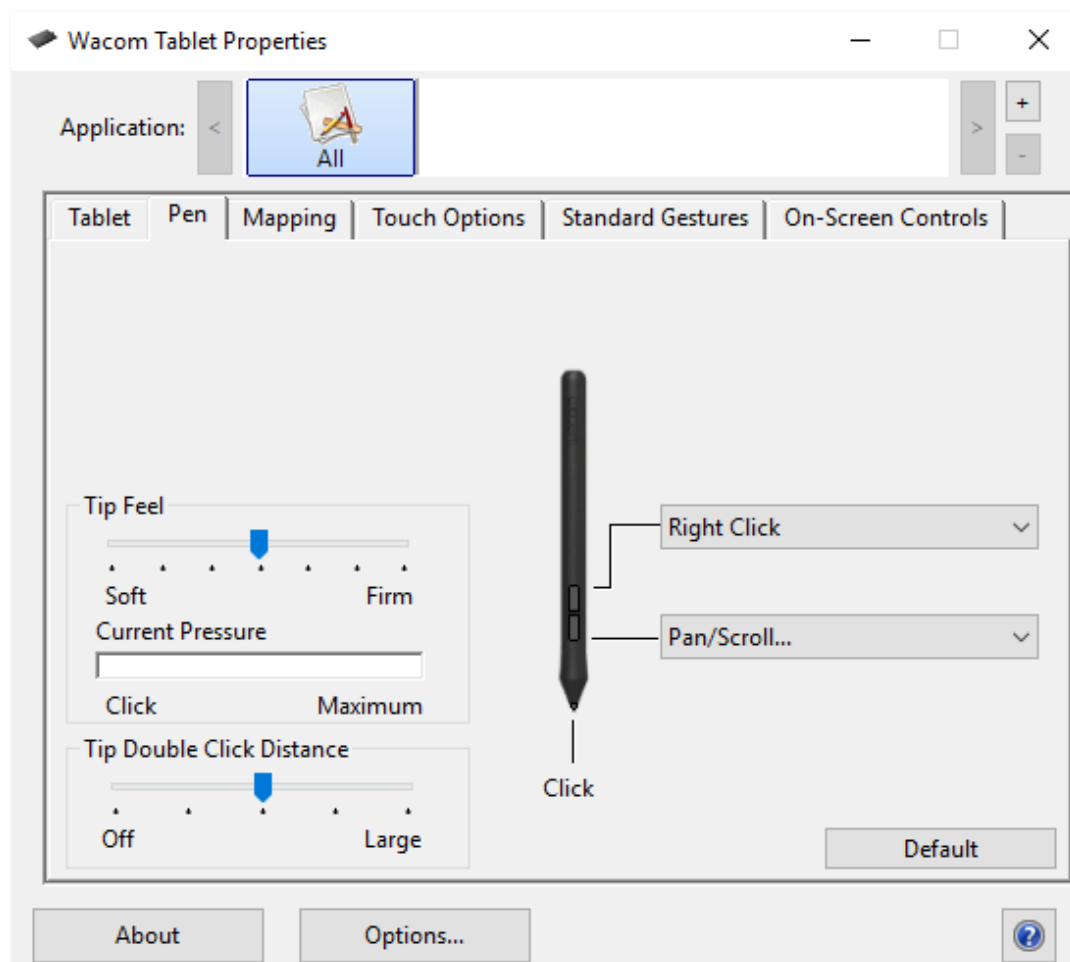 Wacom Tablet Properties
Application:
<
All
>
+
-
Tablet Pen Mapping Touch Options Standard Gestures On-Screen Controls
Tip Feel
Soft Firm
Current Pressure
Click Maximum
Right Click
Pan/Scroll...
Tip Double Click Distance
Off Large
Click
Default
About Options... ?